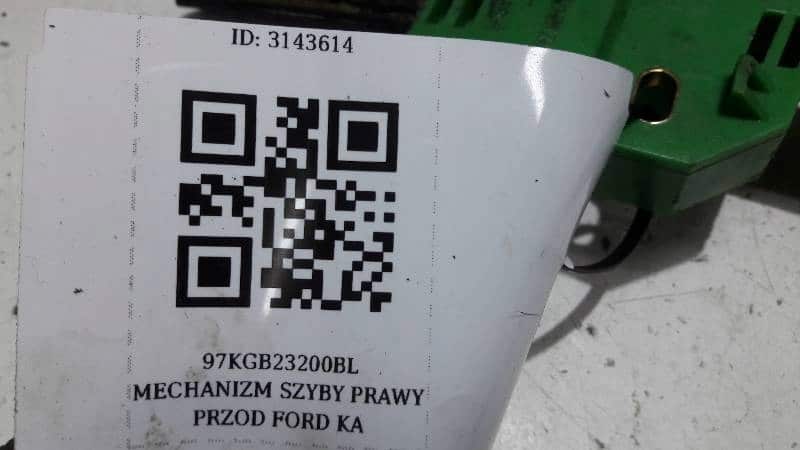 ID: 3143614
97KGB23200BL
MECHANIZM SZYBY PRAWY
PRZOD FORD KA